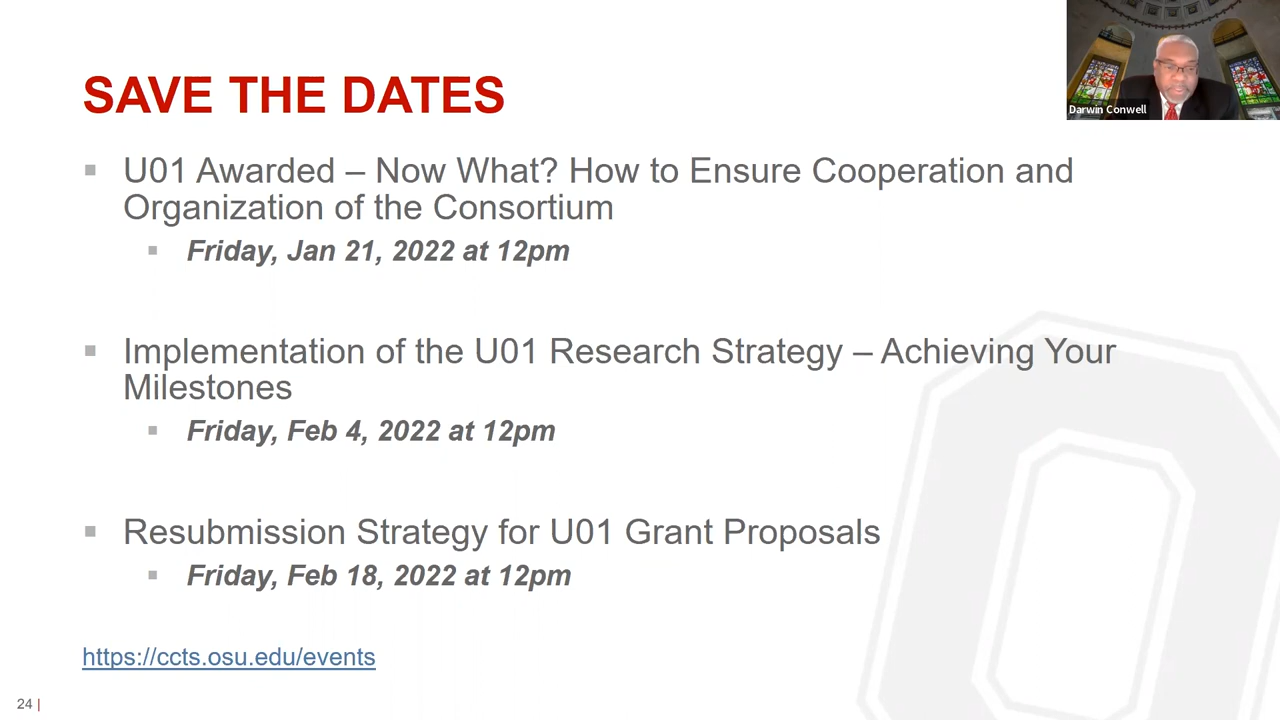 SAVE THE DATES
Darwin Conwell
▪ U01 Awarded – Now What? How to Ensure Cooperation and
Organization of the Consortium
▪ Friday, Jan 21, 2022 at 12pm
▪ Implementation of the U01 Research Strategy – Achieving Your
Milestones
▪ Friday, Feb 4, 2022 at 12pm
▪ Resubmission Strategy for U01 Grant Proposals
▪ Friday, Feb 18, 2022 at 12pm
https://ccts.osu.edu/events
24 |